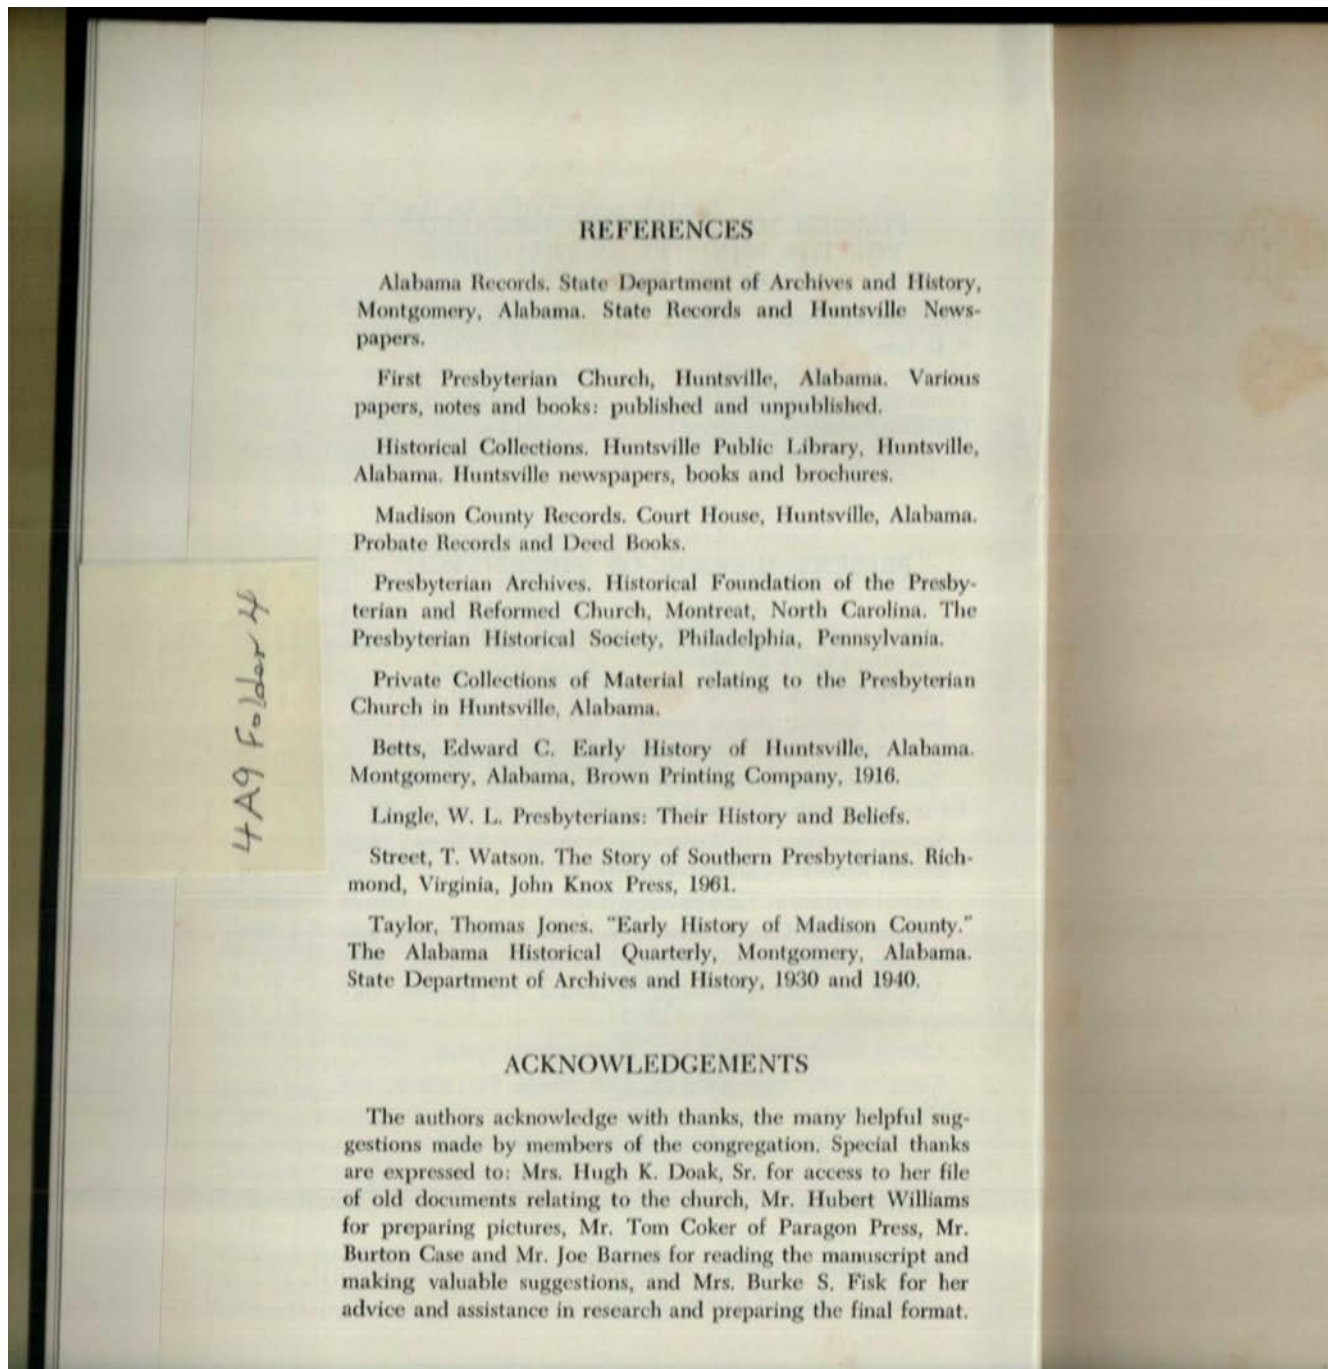 REFERENCES
Alabama Records. State Department of Archives and History,
Montgomery, Alabama. State Records and Huntsville News-
papers.
First Presbyterian Church, Huntsville, Alabama. Various
papers, notes and books: published and unpublished.
Historical Collections. Huntsville Public Library, Huntsville,
Alabama. Huntsville newspapers, books and brochures.
Madison County Records. Court House, Huntsville, Alabama.
Probate Records and Deed Books.
Presbyterian Archives. Historical Foundation of the Presby-
terian and Reformed Church, Montreat, North Carolina. The
Presbyterian Historical Society, Philadelphia, Pennsylvania.
Private Collections of Material relating to the Presbyterian
Church in Huntsville, Alabama.
Betts, Edward C. Early History of Huntsville, Alabama.
Montgomery, Alabama, Brown Printing Company, 1916.
Lingle, W. L. Presbyterians: Their History and Beliefs.
Street, T. Watson. The Story of Southern Presbyterians. Rich-
mond, Virginia, John Knox Press, 1961.
Taylor, Thomas Jones. "Early History of Madison County."
The Alabama Historical Quarterly, Montgomery, Alabama.
State Department of Archives and History, 1930 and 1940.
ACKNOWLEDGEMENTS
The authors acknowledge with thanks, the many helpful sug-
gestions made by members of the congregation. Special thanks
are expressed to: Mrs. Hugh K. Doak, Sr. for access to her file
of old documents relating to the church, Mr. Hubert Williams
for preparing pictures, Mr. Tom Coker of Paragon Press, Mr.
Burton Case and Mr. Joe Barnes for reading the manuscript and
making valuable suggestions, and Mrs. Burke S. Fisk for her
advice and assistance in research and preparing the final format.
4A9 Folder 4